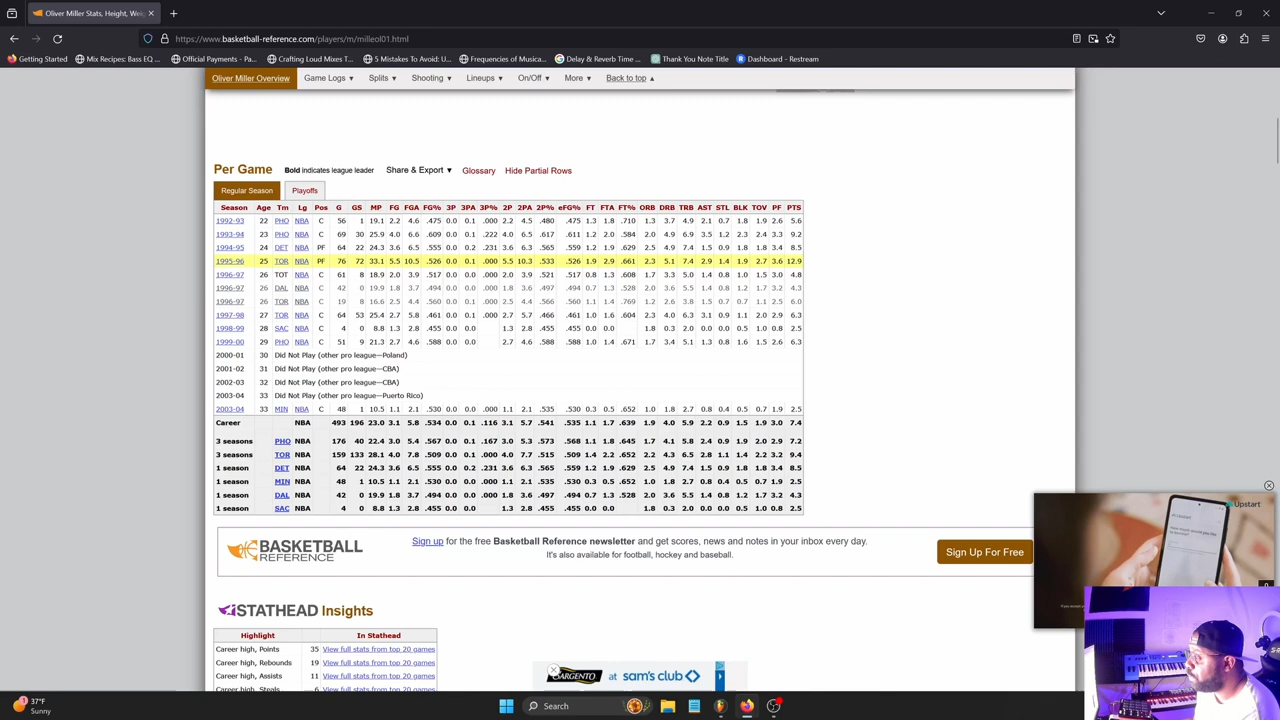 Oliver Miller Stats, Height, Wei
https://www.basketball-reference.com/players/m/milleol01.html
Getting Started Mix Recipes: Bass EQ ... Official Payments - Pa... Crafting Loud Mixes T... 5 Mistakes To Avoid: U... Frequencies of Musica... Delay & Reverb Time ... Thank You Note Title Dashboard - Restream
Oliver Miller Overview Game Logs ▼ Splits ▼ Shooting ▼ Lineups ▼ On/Off ▼ More ▼ Back to top ▲
Per Game Bold indicates league leader Share & Export ▼ Glossary Hide Partial Rows
Regular Season Playoffs
Season Age Tm Lg Pos G GS MP FG FGA FG% 3P 3PA 3P% 2P 2PA 2P% eFG% FT FTA FT% ORB DRB TRB AST STL BLK TOV PF PTS
1992-93 22 PHO NBA C 56 1 19.1 2.2 4.6 .475 0.0 0.1 .000 2.2 4.5 .480 .475 1.3 1.8 .710 1.3 3.7 4.9 2.1 0.7 1.8 1.9 2.6 5.6
1993-94 23 PHO NBA C 69 30 25.9 4.0 6.6 .609 0.0 0.1 .222 4.0 6.5 .617 .611 1.2 2.0 .584 2.0 4.9 6.9 3.5 1.2 2.3 2.4 3.3 9.2
1994-95 24 DET NBA PF 64 22 24.3 3.6 6.5 .555 0.0 0.2 .231 3.6 6.3 .565 .559 1.2 1.9 .629 2.5 4.9 7.4 1.5 0.9 1.8 1.8 3.4 8.5
1995-96 25 TOR NBA PF 76 72 33.1 5.5 10.5 .526 0.0 0.1 .000 5.5 10.3 .533 .526 1.9 2.9 .661 2.3 5.1 7.4 2.9 1.4 1.9 2.7 3.6 12.9
1996-97 26 TOT NBA C 61 8 18.9 2.0 3.9 .517 0.0 0.0 .000 2.0 3.9 .521 .517 0.8 1.3 .608 1.7 3.3 5.0 1.4 0.8 1.0 1.5 3.0 4.8
1996-97 26 DAL NBA C 42 0 19.9 1.8 3.7 .494 0.0 0.0 .000 1.8 3.6 .497 .494 0.7 1.3 .528 2.0 3.6 5.5 1.4 0.8 1.2 1.7 3.2 4.3
1996-97 26 TOR NBA C 19 8 16.6 2.5 4.4 .560 0.0 0.1 .000 2.5 4.4 .566 .560 1.1 1.4 .769 1.2 2.6 3.8 1.5 0.7 0.7 1.1 2.5 6.0
1997-98 27 TOR NBA C 64 53 25.4 2.7 5.8 .461 0.0 0.1 .000 2.7 5.7 .466 .461 1.0 1.6 .604 2.3 4.0 6.3 3.1 0.9 1.1 2.0 2.9 6.3
1998-99 28 SAC NBA C 4 0 8.8 1.3 2.8 .455 0.0 0.0 1.3 2.8 .455 .455 0.0 0.0 1.8 0.3 2.0 0.0 0.0 0.5 1.0 0.8 2.5
1999-00 29 PHO NBA C 51 9 21.3 2.7 4.6 .588 0.0 0.0 2.7 4.6 .588 .588 1.0 1.4 .671 1.7 3.4 5.1 1.3 0.8 1.6 1.5 2.6 6.3
2000-01 30 Did Not Play (other pro league—Poland)
2001-02 31 Did Not Play (other pro league—CBA)
2002-03 32 Did Not Play (other pro league—CBA)
2003-04 33 Did Not Play (other pro league—Puerto Rico)
2003-04 33 MIN NBA C 48 1 10.5 1.1 2.1 .530 0.0 0.0 .000 1.1 2.1 .535 .530 0.3 0.5 .652 1.0 1.8 2.7 0.8 0.4 0.5 0.7 1.9 2.5
Career NBA 493 196 23.0 3.1 5.8 .534 0.0 0.1 .116 3.1 5.7 .541 .535 1.1 1.7 .639 1.9 4.0 5.9 2.2 0.9 1.5 1.9 3.0 7.4
3 seasons PHO NBA 176 40 22.4 3.0 5.4 .567 0.0 0.1 .167 3.0 5.3 .573 .568 1.1 1.8 .645 1.7 4.1 5.8 2.4 0.9 2.0 2.9 7.2
3 seasons TOR NBA 159 133 28.1 4.0 7.8 .509 0.0 0.1 .000 4.0 7.7 .515 .509 1.4 2.2 .652 2.2 4.3 6.5 2.8 1.1 1.4 2.2 3.2 9.4
1 season DET NBA 64 22 24.3 3.6 6.5 .555 0.0 0.2 .231 3.6 6.3 .565 .559 1.2 1.9 .629 2.5 4.9 7.4 1.5 0.9 1.8 1.8 3.4 8.5
1 season MIN NBA 48 1 10.5 1.1 2.1 .530 0.0 0.0 .000 1.1 2.1 .535 .530 0.3 0.5 .652 1.0 1.8 2.7 0.8 0.4 0.5 0.7 1.9 2.5
1 season DAL NBA 42 0 19.9 1.8 3.7 .494 0.0 0.0 .000 1.8 3.6 .497 .494 0.7 1.3 .528 2.0 3.6 5.5 1.4 0.8 1.2 1.7 3.2 4.3
1 season SAC NBA 4 0 8.8 1.3 2.8 .455 0.0 0.0 1.3 2.8 .455 .455 0.0 0.0 1.8 0.3 2.0 0.0 0.0 0.5 1.0 0.8 2.5
Upstart
BASKETBALL REFERENCE
Sign up for the free Basketball Reference newsletter and get scores, news and notes in your inbox every day.
It's also available for football, hockey and baseball.
Sign Up For Free
STATHEAD Insights
Highlight In Stathead
Career high, Points 35 View full stats from top 20 games
Career high, Rebounds 19 View full stats from top 20 games
Career high, Assists 11 View full stats from top 20 games
Career high, Steals 6 View full stats from top 20 games
SARGENTO at sam's club
37°F
Sunny
Search